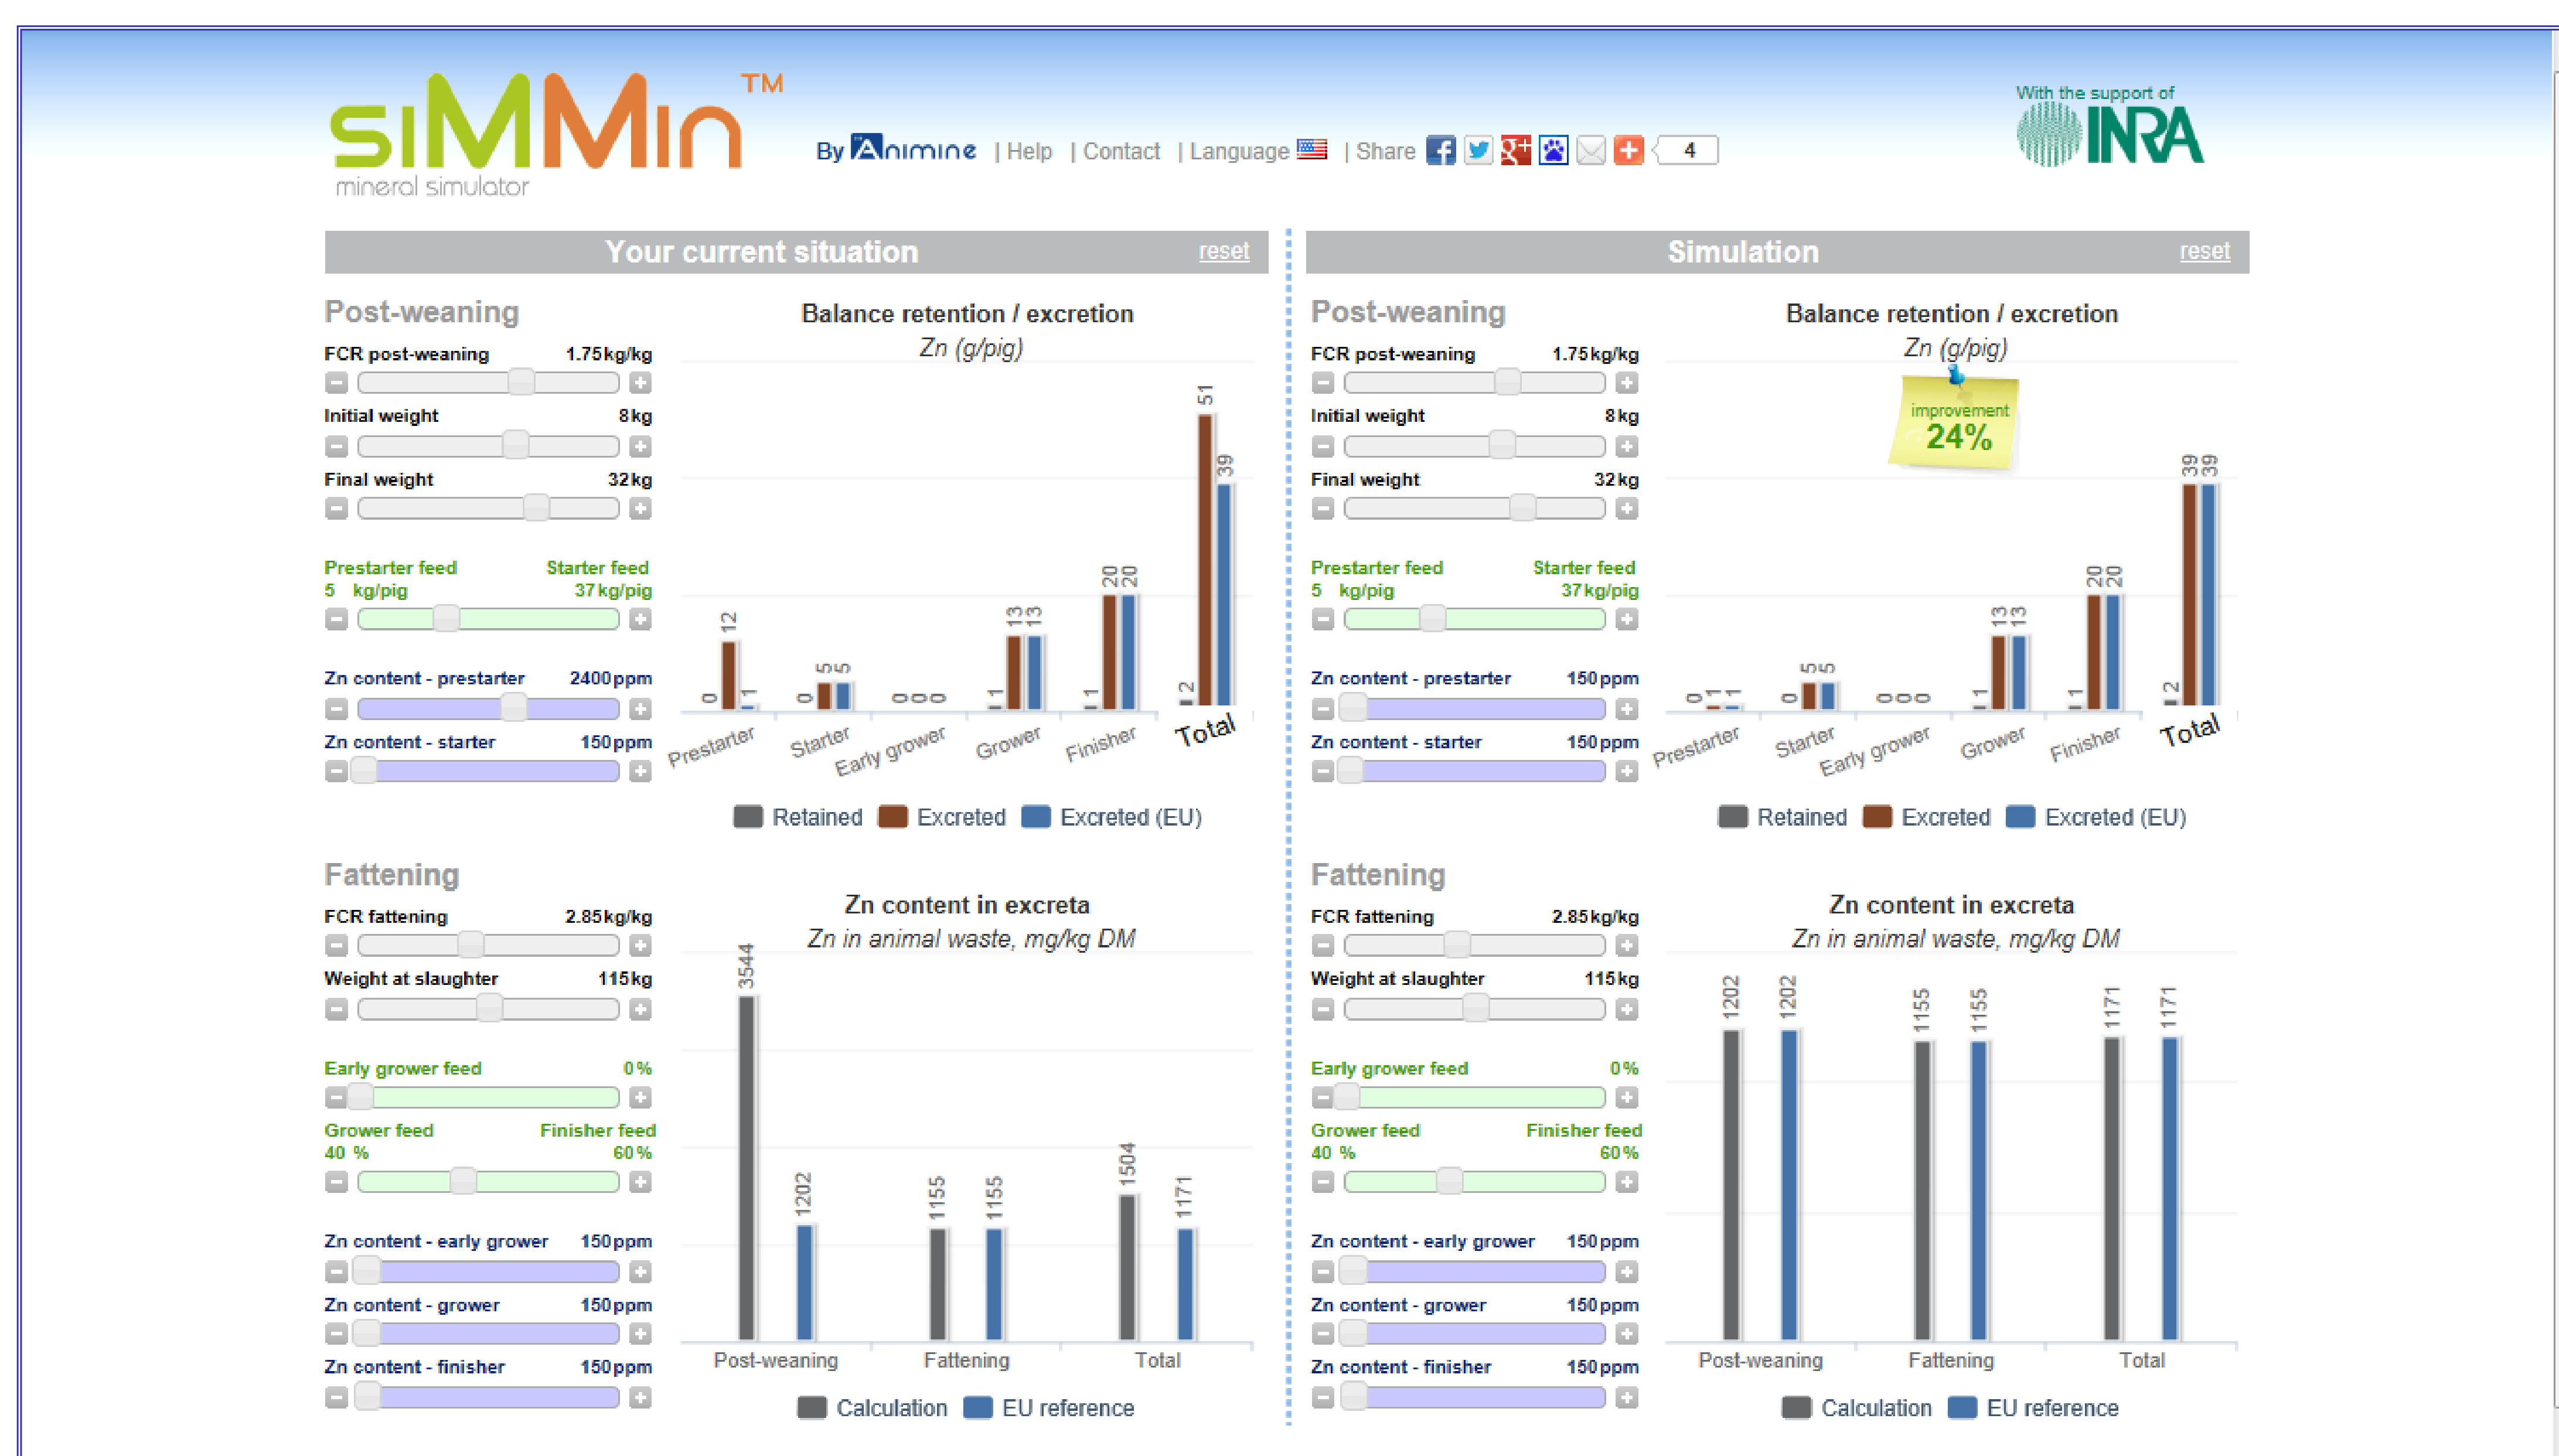 siMMin™
mineral simulator
By Animine | Help | Contact | Language | Share 4
With the support of
INRA
Your current situation reset
Post-weaning
FCR post-weaning 1.75kg/kg
Initial weight 8kg
Final weight 32kg
Prestarter feed Starter feed
5 kg/pig 37kg/pig
Zn content - prestarter 2400ppm
Zn content - starter 150ppm
Balance retention / excretion
Zn (g/pig)
0 12 1 0 5 5 0 0 0 1 13 13 1 20 20 2 51 39
Prestarter Starter Early grower Grower Finisher Total
Retained Excreted Excreted (EU)
Fattening
FCR fattening 2.85kg/kg
Weight at slaughter 115kg
Early grower feed 0%
Grower feed Finisher feed
40 % 60%
Zn content - early grower 150ppm
Zn content - grower 150ppm
Zn content - finisher 150ppm
Zn content in excreta
Zn in animal waste, mg/kg DM
3544 1202 1155 1155 1504 1171
Post-weaning Fattening Total
Calculation EU reference
Simulation reset
Post-weaning
FCR post-weaning 1.75kg/kg
Initial weight 8kg
Final weight 32kg
Prestarter feed Starter feed
5 kg/pig 37kg/pig
Zn content - prestarter 150ppm
Zn content - starter 150ppm
Balance retention / excretion
Zn (g/pig)
improvement
24%
0 1 1 0 5 5 0 0 0 1 13 13 1 20 20 2 39 39
Prestarter Starter Early grower Grower Finisher Total
Retained Excreted Excreted (EU)
Fattening
FCR fattening 2.85kg/kg
Weight at slaughter 115kg
Early grower feed 0%
Grower feed Finisher feed
40 % 60%
Zn content - early grower 150ppm
Zn content - grower 150ppm
Zn content - finisher 150ppm
Zn content in excreta
Zn in animal waste, mg/kg DM
1202 1202 1155 1155 1171 1171
Post-weaning Fattening Total
Calculation EU reference